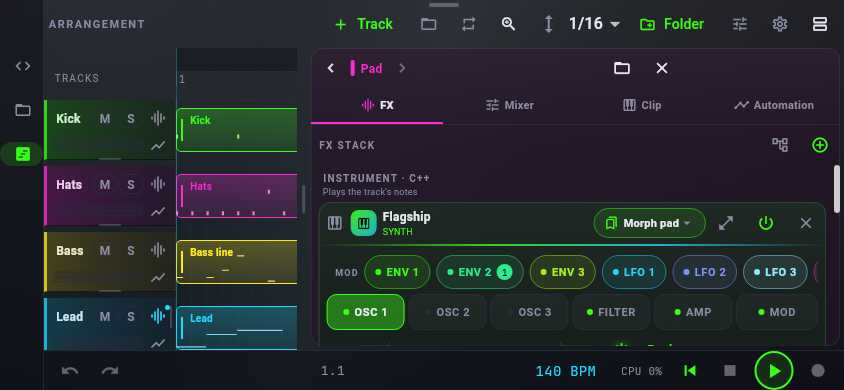 ARRANGEMENT
Track
1/16
Folder
TRACKS
1
Kick M S
Kick
Hats M S
Hats
Bass M S
Bass line
Lead M S
Lead
Pad
FX
Mixer
Clip
Automation
FX STACK
INSTRUMENT · C++
Plays the track's notes
Flagship
SYNTH
Morph pad
MOD ENV 1 ENV 2 1 ENV 3 LFO 1 LFO 2 LFO 3
OSC 1 OSC 2 OSC 3 FILTER AMP MOD
1.1
140 BPM
CPU 0%